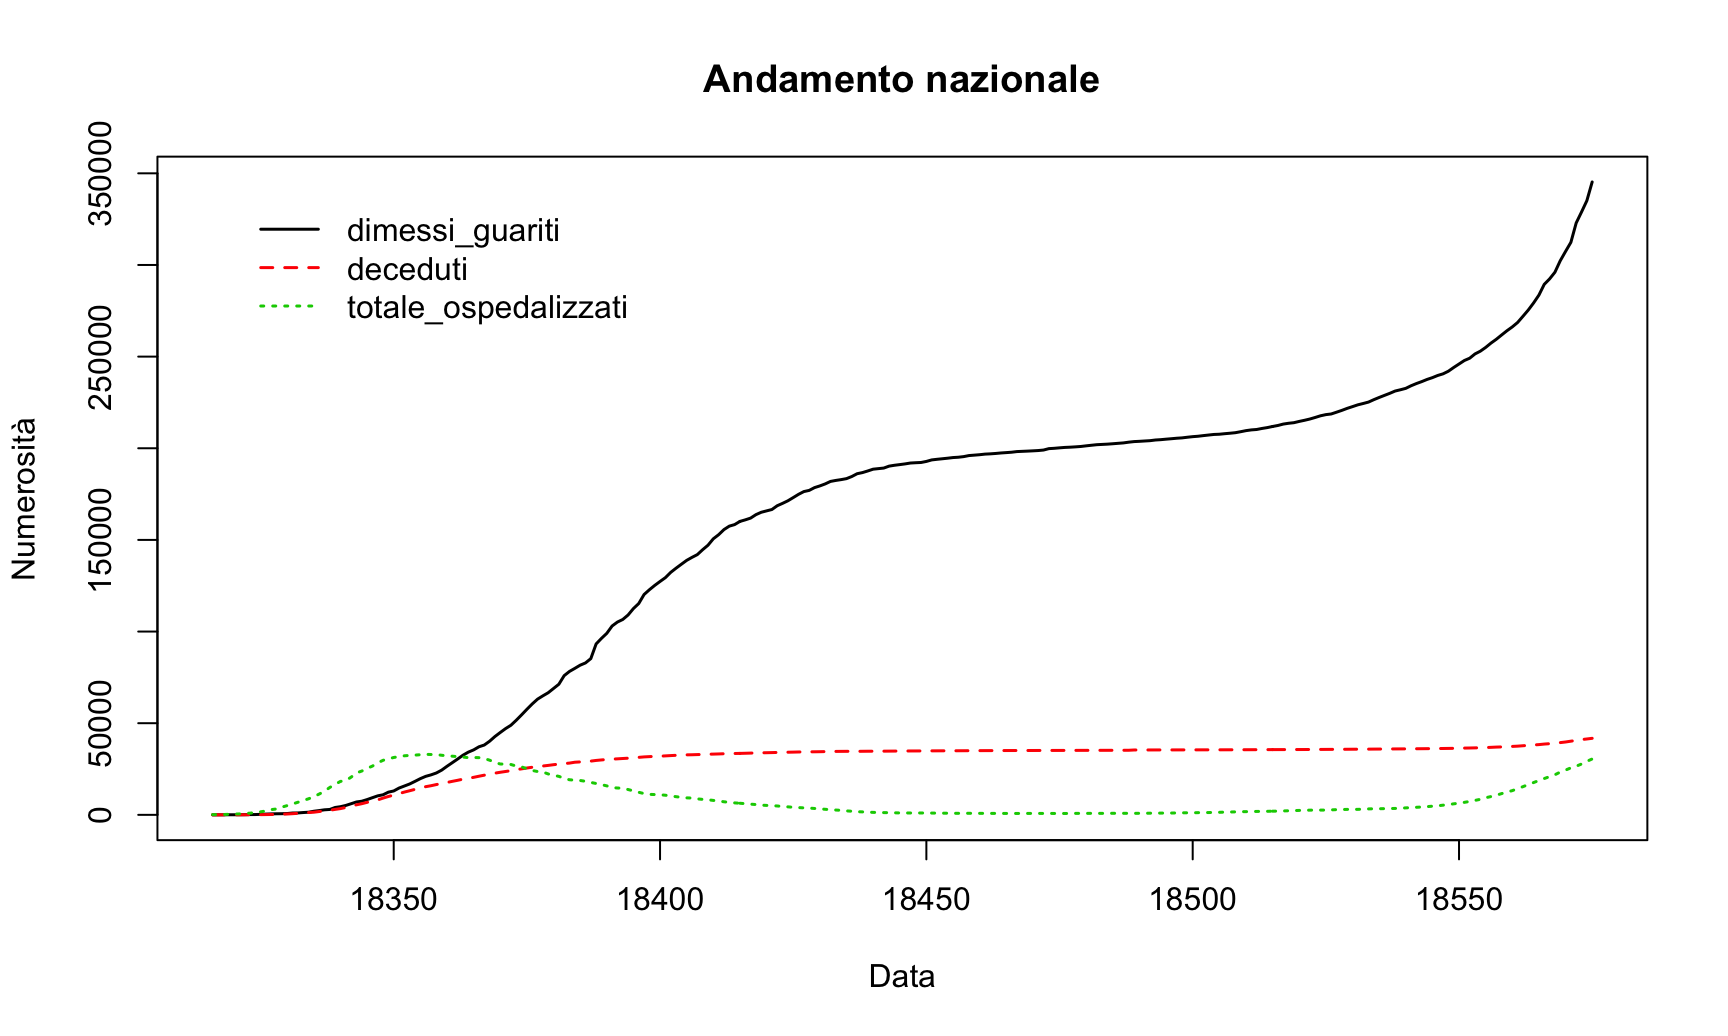 Andamento nazionale
350000
250000
150000
50000
0
Numerosità
dimessi_guariti
deceduti
totale_ospedalizzati
18350 18400 18450 18500 18550
Data